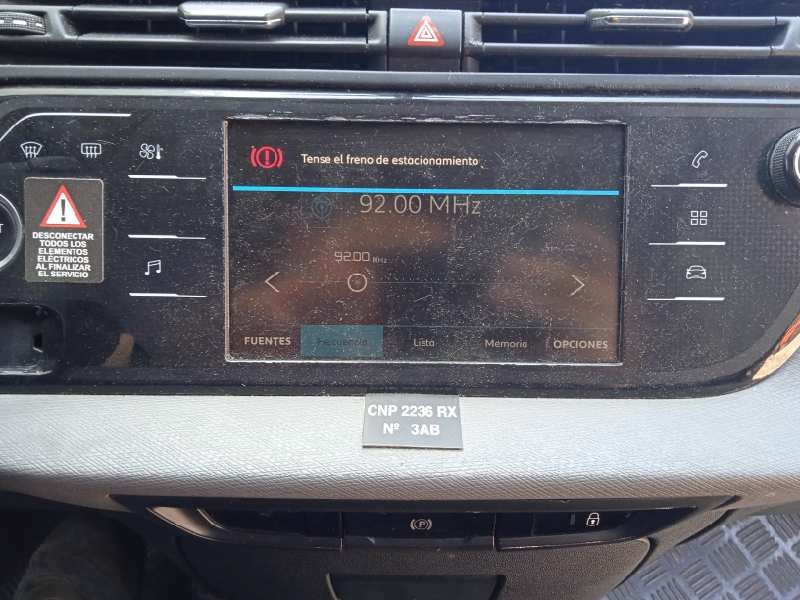 Tense el freno de estacionamiento
92.00 MHz
92.00 MHz
FUENTES Frecuencia Lista Memoria OPCIONES
DESCONECTAR
TODOS LOS
ELEMENTOS
ELÉCTRICOS
AL FINALIZAR
EL SERVICIO
CNP 2236 RX
Nº 3AB